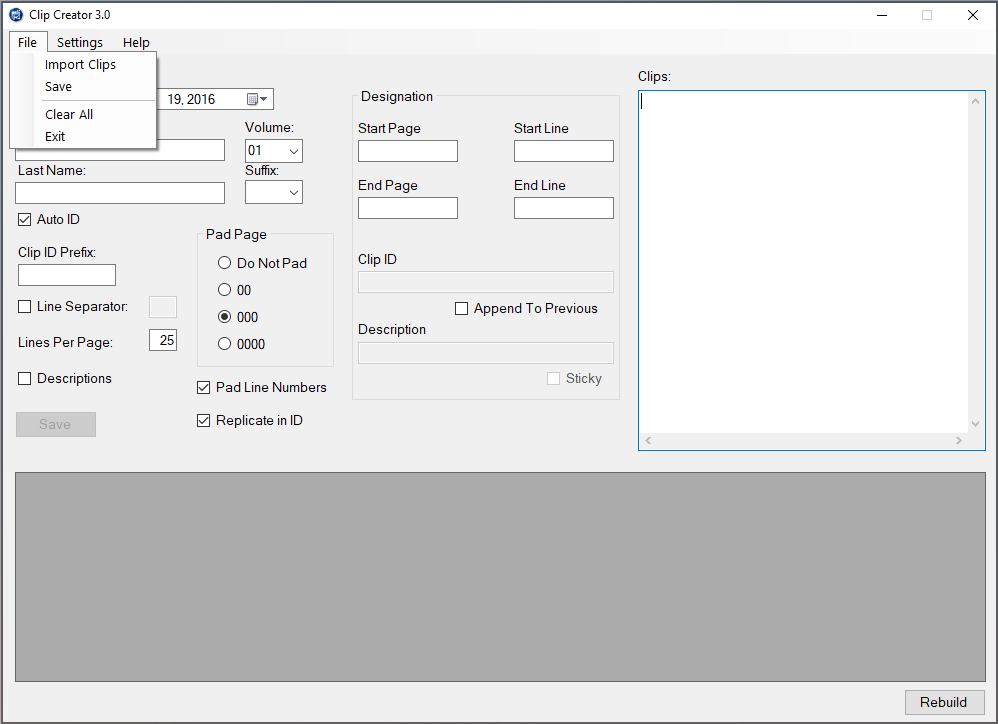 Clip Creator 3.0
File Settings Help
Import Clips
Save
Clear All
Exit
19, 2016
Volume:
01
Last Name:
Suffix:
Auto ID
Clip ID Prefix:
Line Separator:
Lines Per Page: 25
Descriptions
Save
Pad Page
Do Not Pad
00
000
0000
Pad Line Numbers
Replicate in ID
Designation
Start Page Start Line
End Page End Line
Clip ID
Append To Previous
Description
Sticky
Clips:
Rebuild